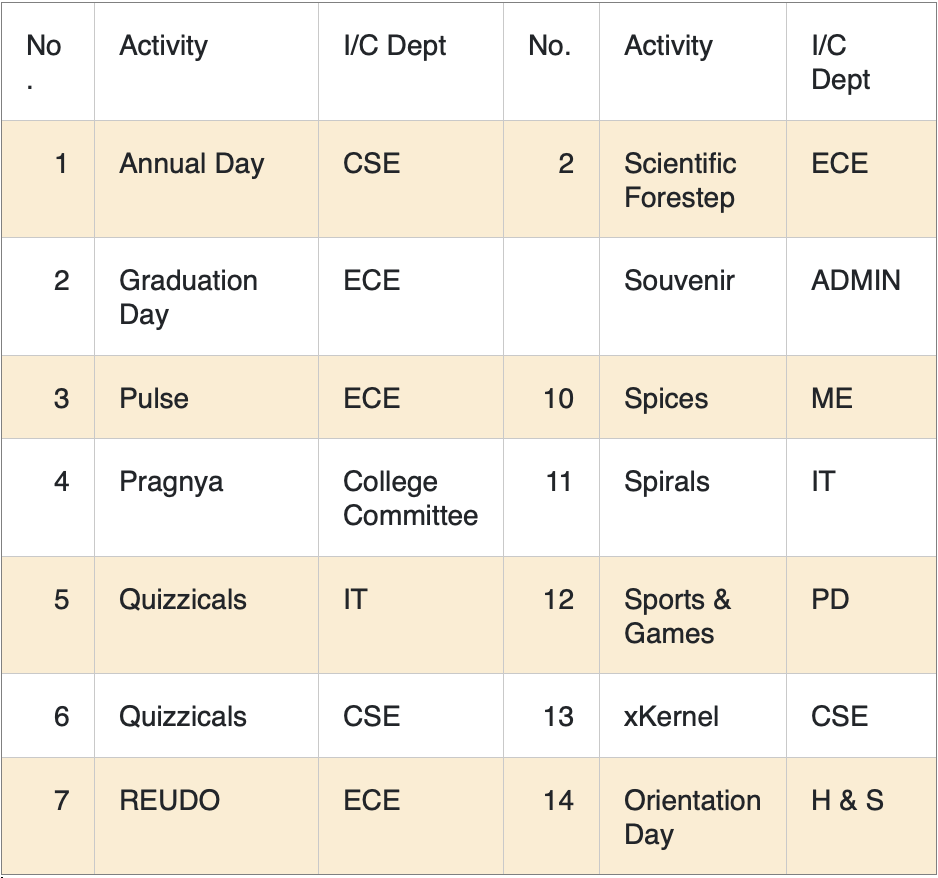 No Activity I/C Dept No. Activity I/C
. Dept
1 Annual Day CSE 2 Scientific ECE
Forestep
2 Graduation ECE Souvenir ADMIN
Day
3 Pulse ECE 10 Spices ME
4 Pragnya College 11 Spirals IT
Committee
5 Quizzicals IT 12 Sports & PD
Games
6 Quizzicals CSE 13 xKernel CSE
7 REUDO ECE 14 Orientation H & S
Day